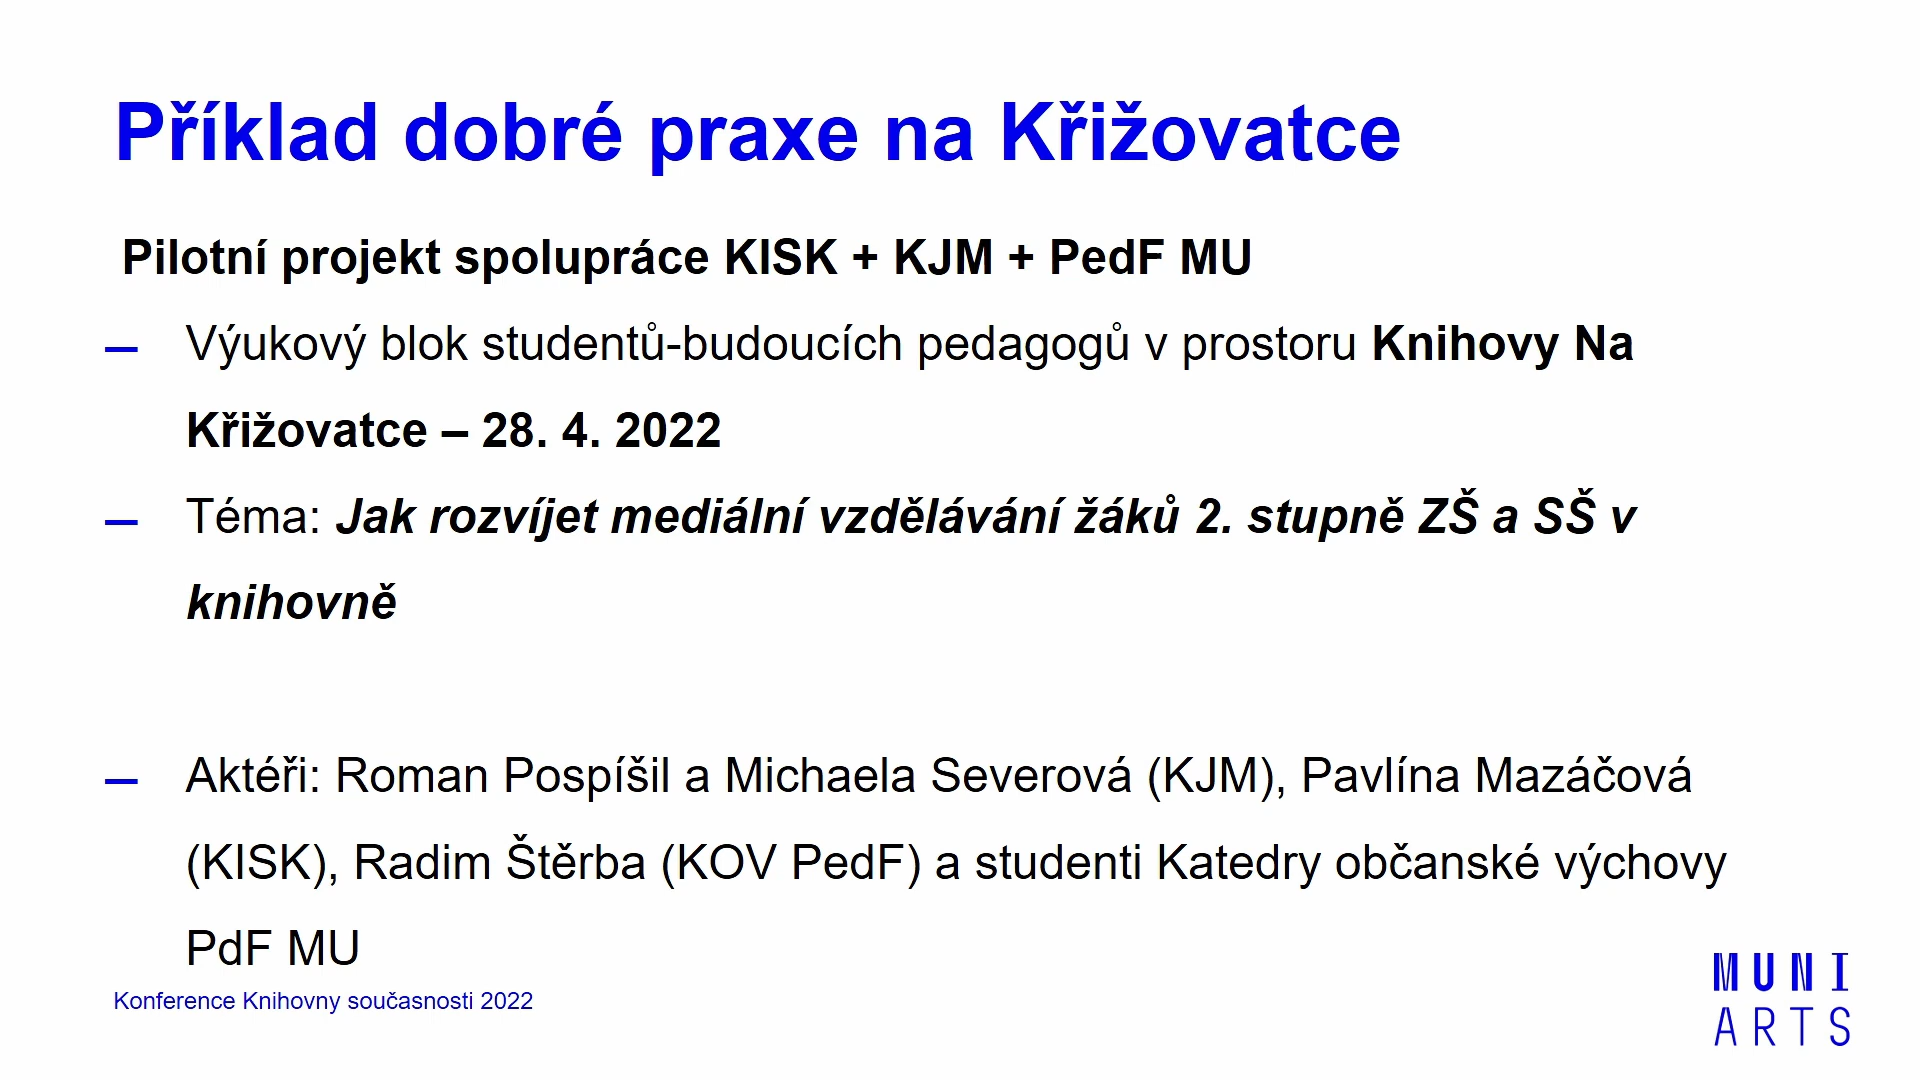 Příklad dobré praxe na Křižovatce
Pilotní projekt spolupráce KISK + KJM + PedF MU
– Výukový blok studentů-budoucích pedagogů v prostoru Knihovy Na
Křižovatce – 28. 4. 2022
– Téma: Jak rozvíjet mediální vzdělávání žáků 2. stupně ZŠ a SŠ v
knihovně
– Aktéři: Roman Pospíšil a Michaela Severová (KJM), Pavlína Mazáčová
(KISK), Radim Štěrba (KOV PedF) a studenti Katedry občanské výchovy
PdF MU
Konference Knihovny současnosti 2022
MUNI
ARTS